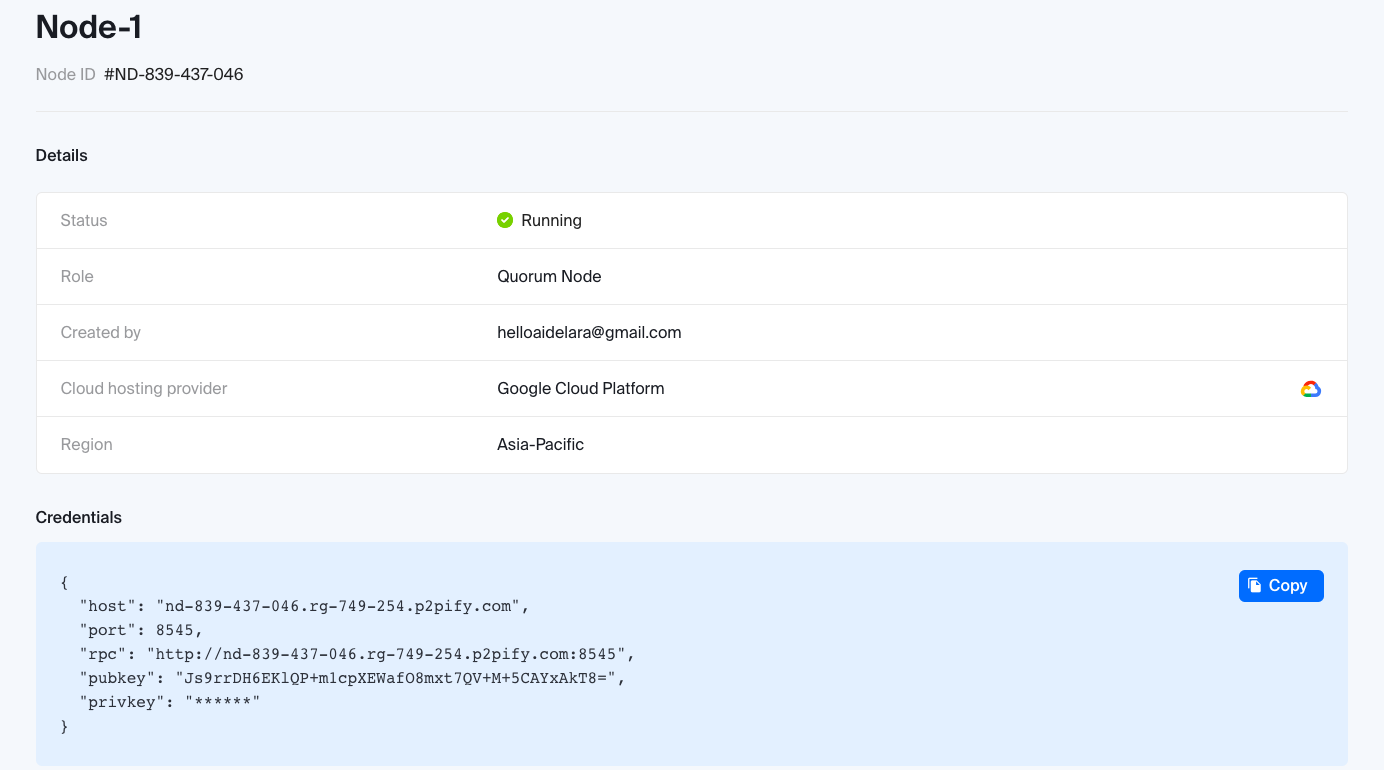 Node-1
Node ID #ND-839-437-046
Details
Status Running
Role Quorum Node
Created by helloaidelara@gmail.com
Cloud hosting provider Google Cloud Platform
Region Asia-Pacific
Credentials
{
Copy
"host": "nd-839-437-046.rg-749-254.p2pify.com",
"port": 8545,
"rpc": "http://nd-839-437-046.rg-749-254.p2pify.com:8545",
"pubkey": "Js9rrDH6EKlQP+m1cpXEWafO8mxt7QV+M+5CAYxAkT8=",
"privkey": "******"
}